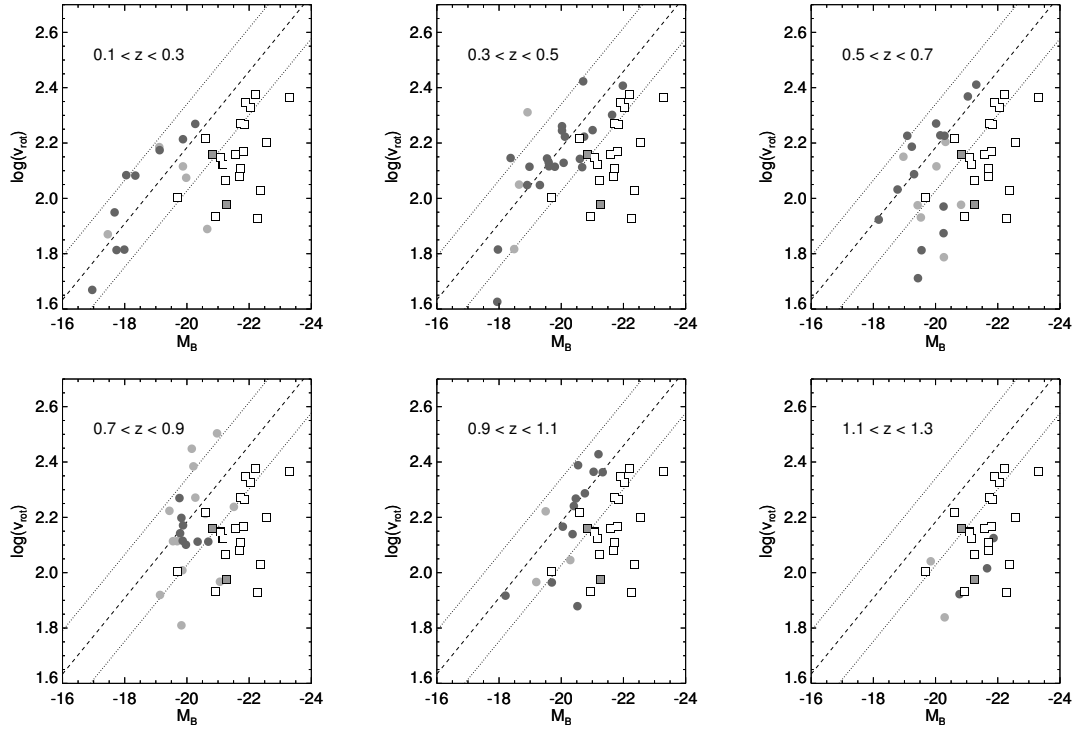 2.6
2.4
2.2
2.0
1.8
1.6
log(v_rot)
0.1 < z < 0.3
-16 -18 -20 -22 -24
M_B
2.6
2.4
2.2
2.0
1.8
1.6
log(v_rot)
0.3 < z < 0.5
-16 -18 -20 -22 -24
M_B
2.6
2.4
2.2
2.0
1.8
1.6
log(v_rot)
0.5 < z < 0.7
-16 -18 -20 -22 -24
M_B
2.6
2.4
2.2
2.0
1.8
1.6
log(v_rot)
0.7 < z < 0.9
-16 -18 -20 -22 -24
M_B
2.6
2.4
2.2
2.0
1.8
1.6
log(v_rot)
0.9 < z < 1.1
-16 -18 -20 -22 -24
M_B
2.6
2.4
2.2
2.0
1.8
1.6
log(v_rot)
1.1 < z < 1.3
-16 -18 -20 -22 -24
M_B